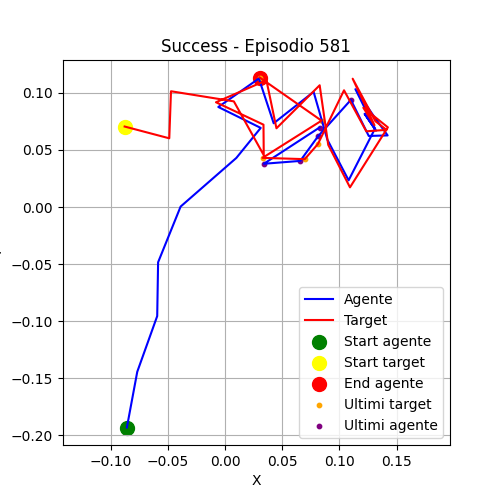 Success - Episodio 581
0.10
0.05
0.00
−0.05
−0.10
−0.15
−0.20
Agente
Target
Start agente
Start target
End agente
Ultimi target
Ultimi agente
−0.10
−0.05
0.00
0.05
0.10
0.15
X